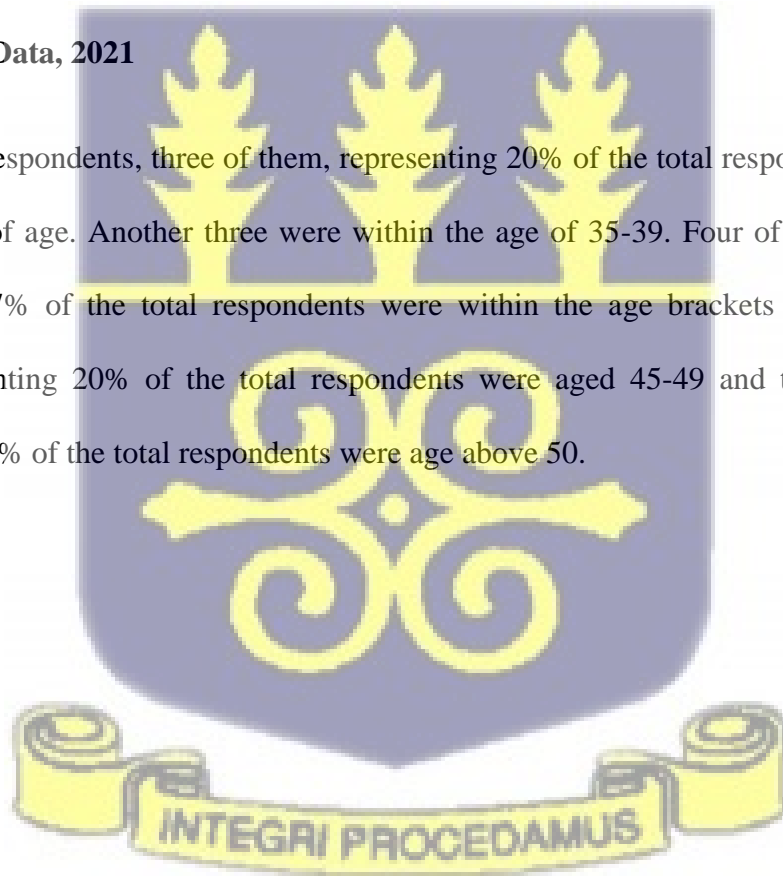 Data, 2021
espondents, three of them, representing 20% of the total respo
of age. Another three were within the age of 35-39. Four of
7% of the total respondents were within the age brackets
nting 20% of the total respondents were aged 45-49 and t
% of the total respondents were age above 50.
INTEGRI PROCEDAMUS